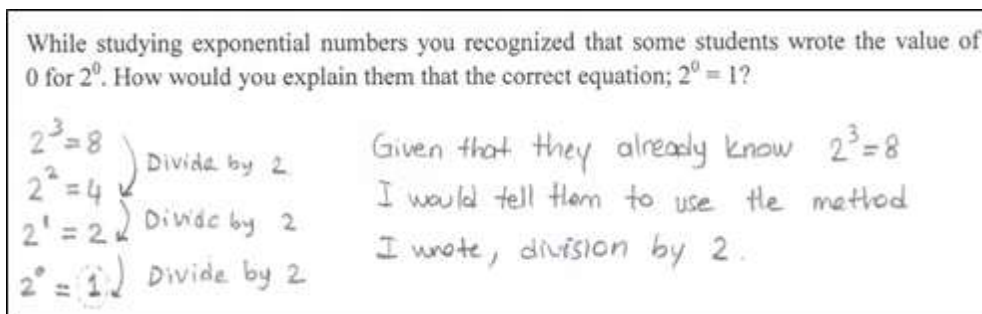 While studying exponential numbers you recognized that some students wrote the value of
0 for 2⁰. How would you explain them that the correct equation; 2⁰ = 1?
2³=8
Divide by 2
2²=4
Divide by 2
2¹=2
Divide by 2
2⁰=1
Given that they already know 2³=8
I would tell them to use the method
I wrote, division by 2.